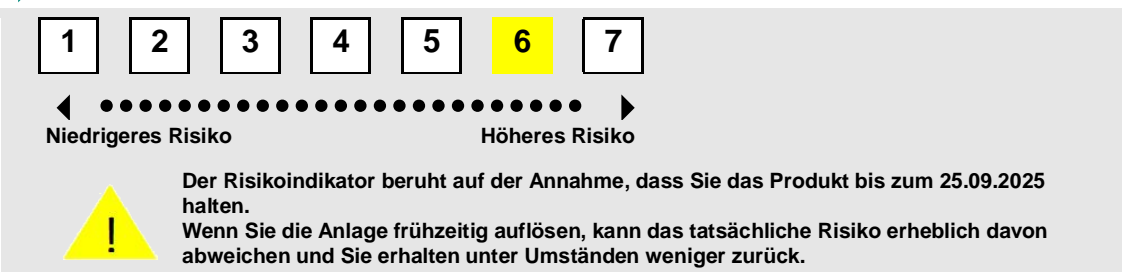 1 2 3 4 5 6 7
Niedrigeres Risiko Höheres Risiko
Der Risikoindikator beruht auf der Annahme, dass Sie das Produkt bis zum 25.09.2025
halten.
Wenn Sie die Anlage frühzeitig auflösen, kann das tatsächliche Risiko erheblich davon
abweichen und Sie erhalten unter Umständen weniger zurück.
!